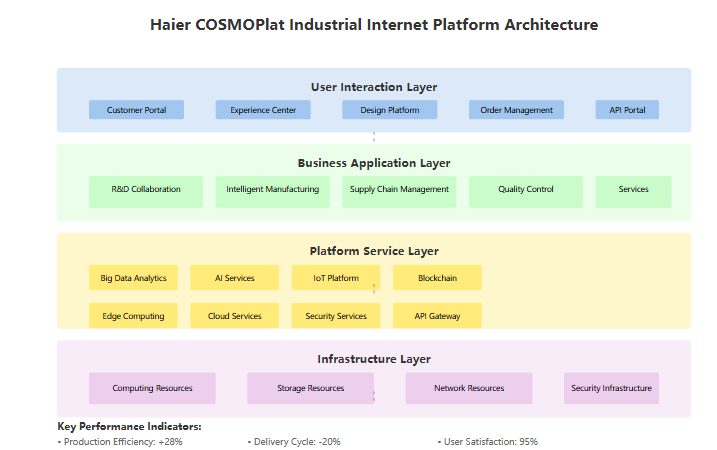 Haier COSMOPlat Industrial Internet Platform Architecture
User Interaction Layer
Customer Portal
Experience Center
Design Platform
Order Management
API Portal
Business Application Layer
R&D Collaboration
Intelligent Manufacturing
Supply Chain Management
Quality Control
Services
Platform Service Layer
Big Data Analytics
AI Services
IoT Platform
Blockchain
Edge Computing
Cloud Services
Security Services
API Gateway
Infrastructure Layer
Computing Resources
Storage Resources
Network Resources
Security Infrastructure
Key Performance Indicators:
• Production Efficiency: +28%
• Delivery Cycle: -20%
• User Satisfaction: 95%